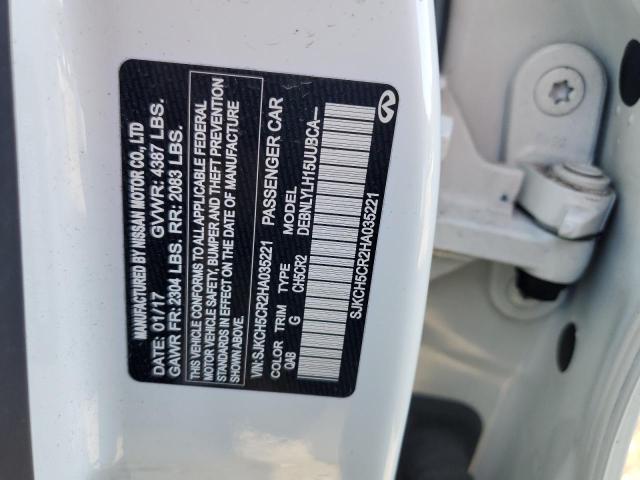 MANUFACTURED BY NISSAN MOTOR CO., LTD
DATE: 01/17 GVWR: 4387 LBS.
GAWR FR: 2304 LBS. RR: 2083 LBS.
THIS VEHICLE CONFORMS TO ALL APPLICABLE FEDERAL
MOTOR VEHICLE SAFETY, BUMPER AND THEFT PREVENTION
STANDARDS IN EFFECT ON THE DATE OF MANUFACTURE
SHOWN ABOVE.
VIN: SJKCH5CR2HA035221 PASSENGER CAR
COLOR TRIM TYPE MODEL
QAB G CH5CR2 DEBNLYLH15UUBCA—
SJKCH5CR2HA035221